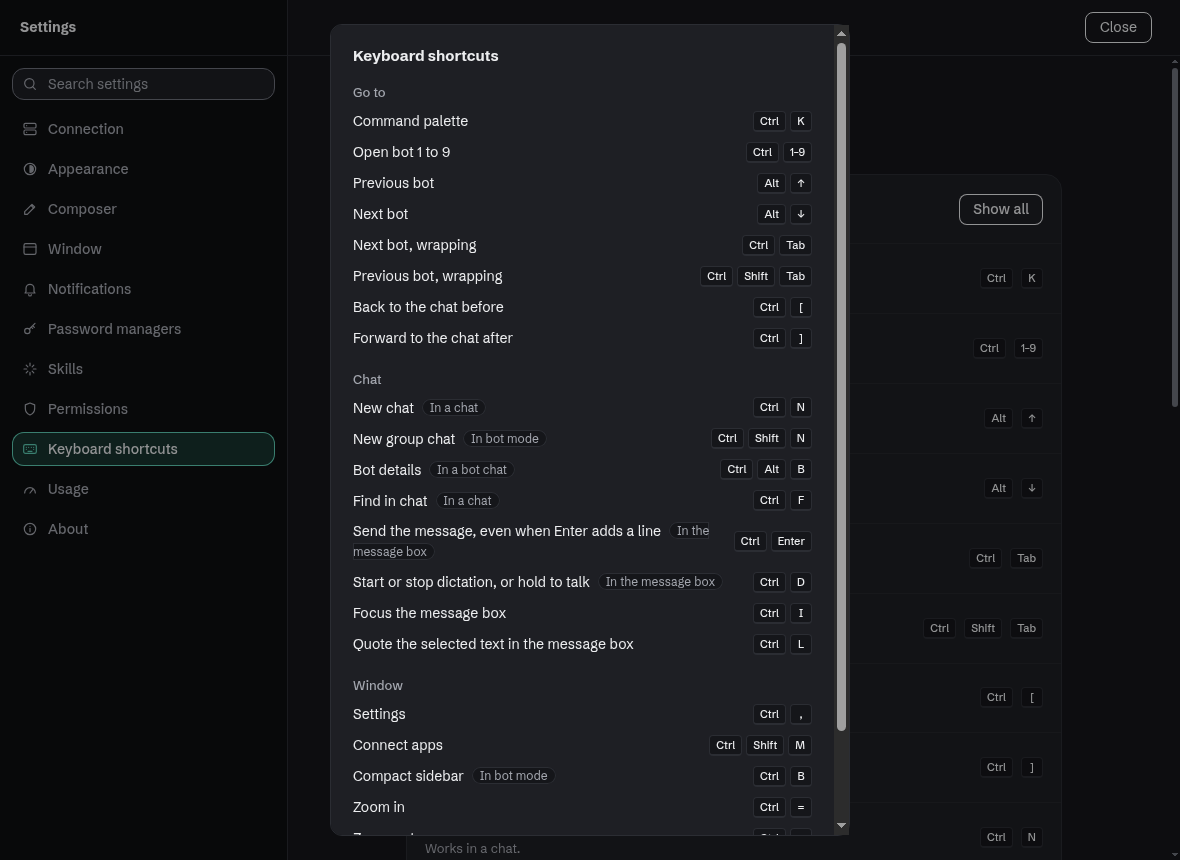 Settings
Close
Search settings
Connection
Appearance
Composer
Window
Notifications
Password managers
Skills
Permissions
Keyboard shortcuts
Usage
About
Keyboard shortcuts
Go to
Command palette Ctrl K
Open bot 1 to 9 Ctrl 1-9
Previous bot Alt ↑
Next bot Alt ↓
Next bot, wrapping Ctrl Tab
Previous bot, wrapping Ctrl Shift Tab
Back to the chat before Ctrl [
Forward to the chat after Ctrl ]
Chat
New chat In a chat Ctrl N
New group chat In bot mode Ctrl Shift N
Bot details In a bot chat Ctrl Alt B
Find in chat In a chat Ctrl F
Send the message, even when Enter adds a line In the
message box Ctrl Enter
Start or stop dictation, or hold to talk In the message box Ctrl D
Focus the message box Ctrl I
Quote the selected text in the message box Ctrl L
Window
Settings Ctrl ,
Connect apps Ctrl Shift M
Compact sidebar In bot mode Ctrl B
Zoom in Ctrl =
Show all
Ctrl K
Ctrl 1-9
Alt ↑
Alt ↓
Ctrl Tab
Ctrl Shift Tab
Ctrl [
Ctrl ]
Ctrl N
Works in a chat.